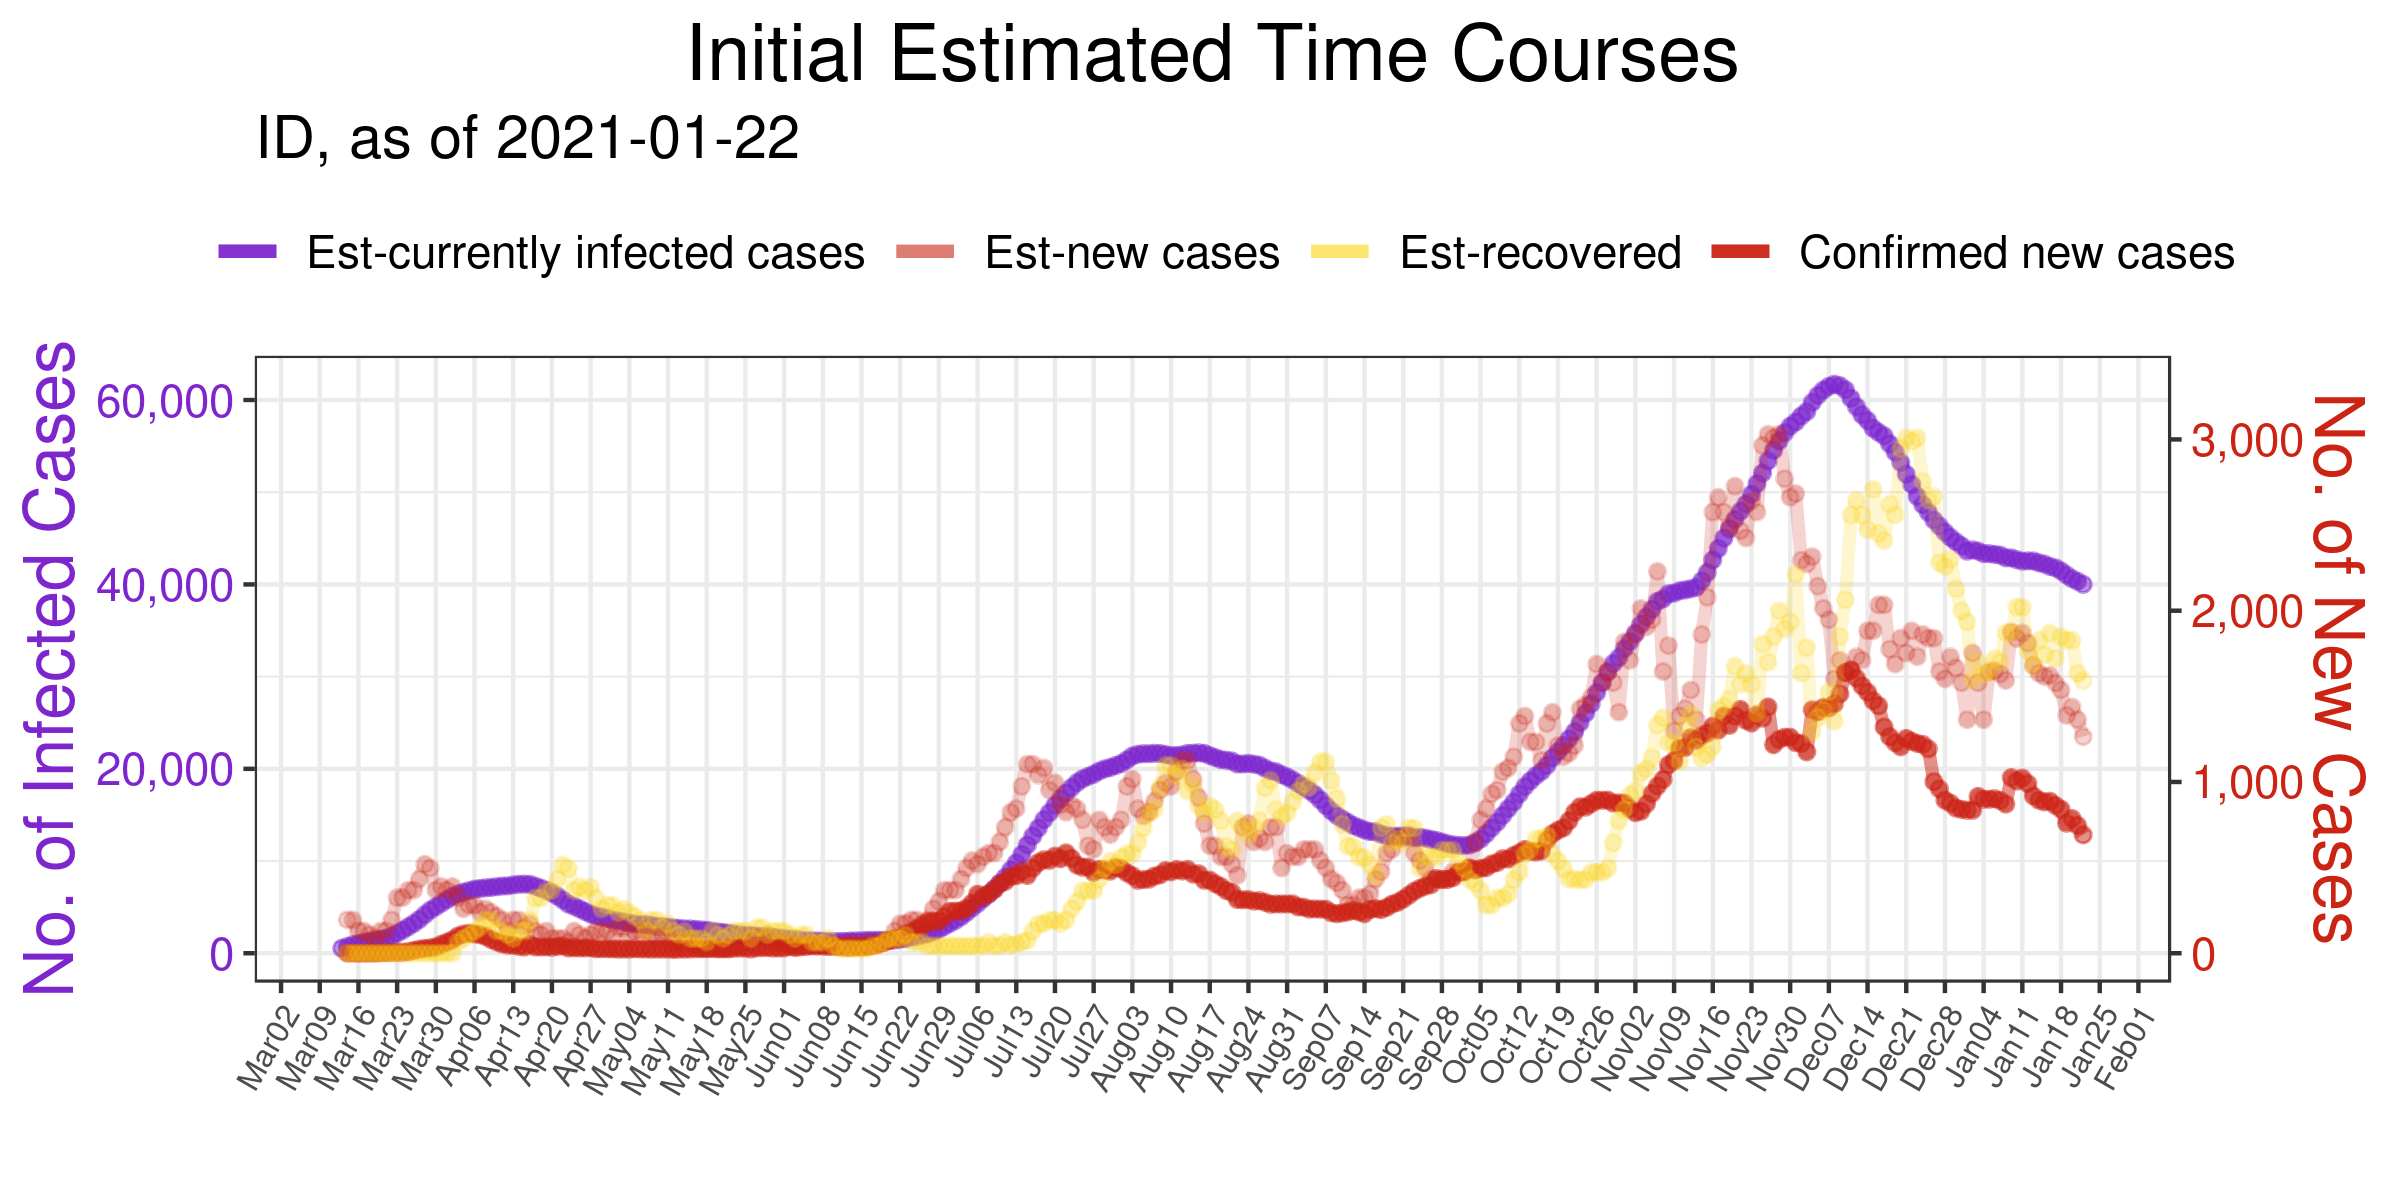 Initial Estimated Time Courses
ID, as of 2021-01-22
Est-currently infected cases Est-new cases Est-recovered Confirmed new cases
No. of Infected Cases
60,000
40,000
20,000
0
3,000
2,000
1,000
0
No. of New Cases
Mar02 Mar09 Mar16 Mar23 Mar30 Apr06 Apr13 Apr20 Apr27 May04 May11 May18 May25 Jun01 Jun08 Jun15 Jun22 Jun29 Jul06 Jul13 Jul20 Jul27 Aug03 Aug10 Aug17 Aug24 Aug31 Sep07 Sep14 Sep21 Sep28 Oct05 Oct12 Oct19 Oct26 Nov02 Nov09 Nov16 Nov23 Nov30 Dec07 Dec14 Dec21 Dec28 Jan04 Jan11 Jan18 Jan25 Feb01